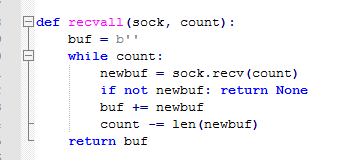 def recvall(sock, count):
    buf = b''
    while count:
        newbuf = sock.recv(count)
        if not newbuf: return None
        buf += newbuf
        count -= len(newbuf)
    return buf